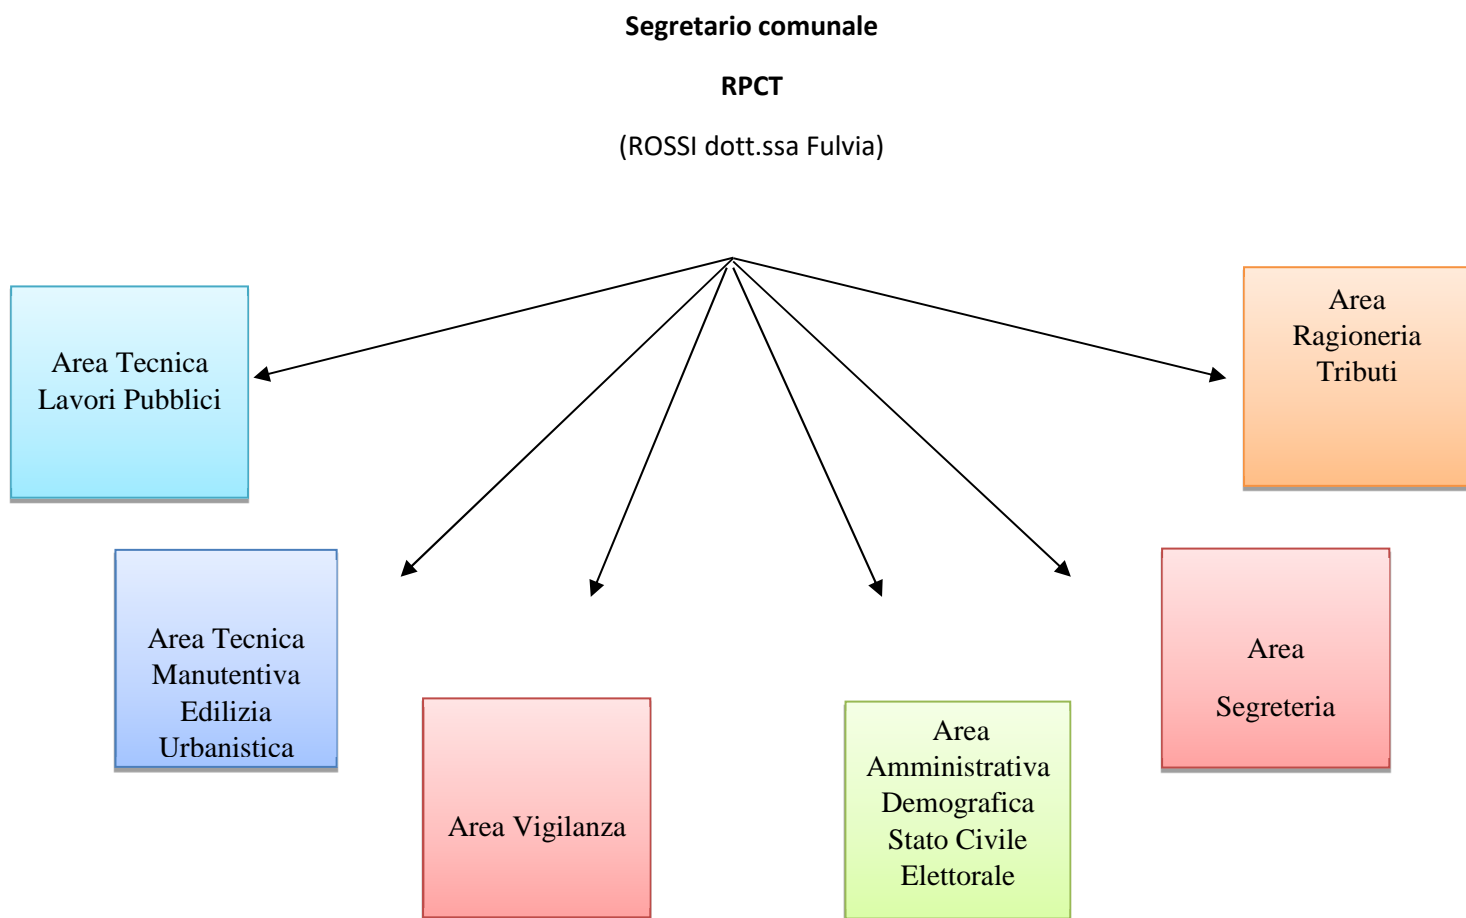 Segretario comunale
RPCT
(ROSSI dott.ssa Fulvia)
Area Tecnica
Lavori Pubblici
Area
Ragioneria
Tributi
Area Tecnica
Manutentiva
Edilizia
Urbanistica
Area Vigilanza
Area
Amministrativa
Demografica
Stato Civile
Elettorale
Area
Segreteria